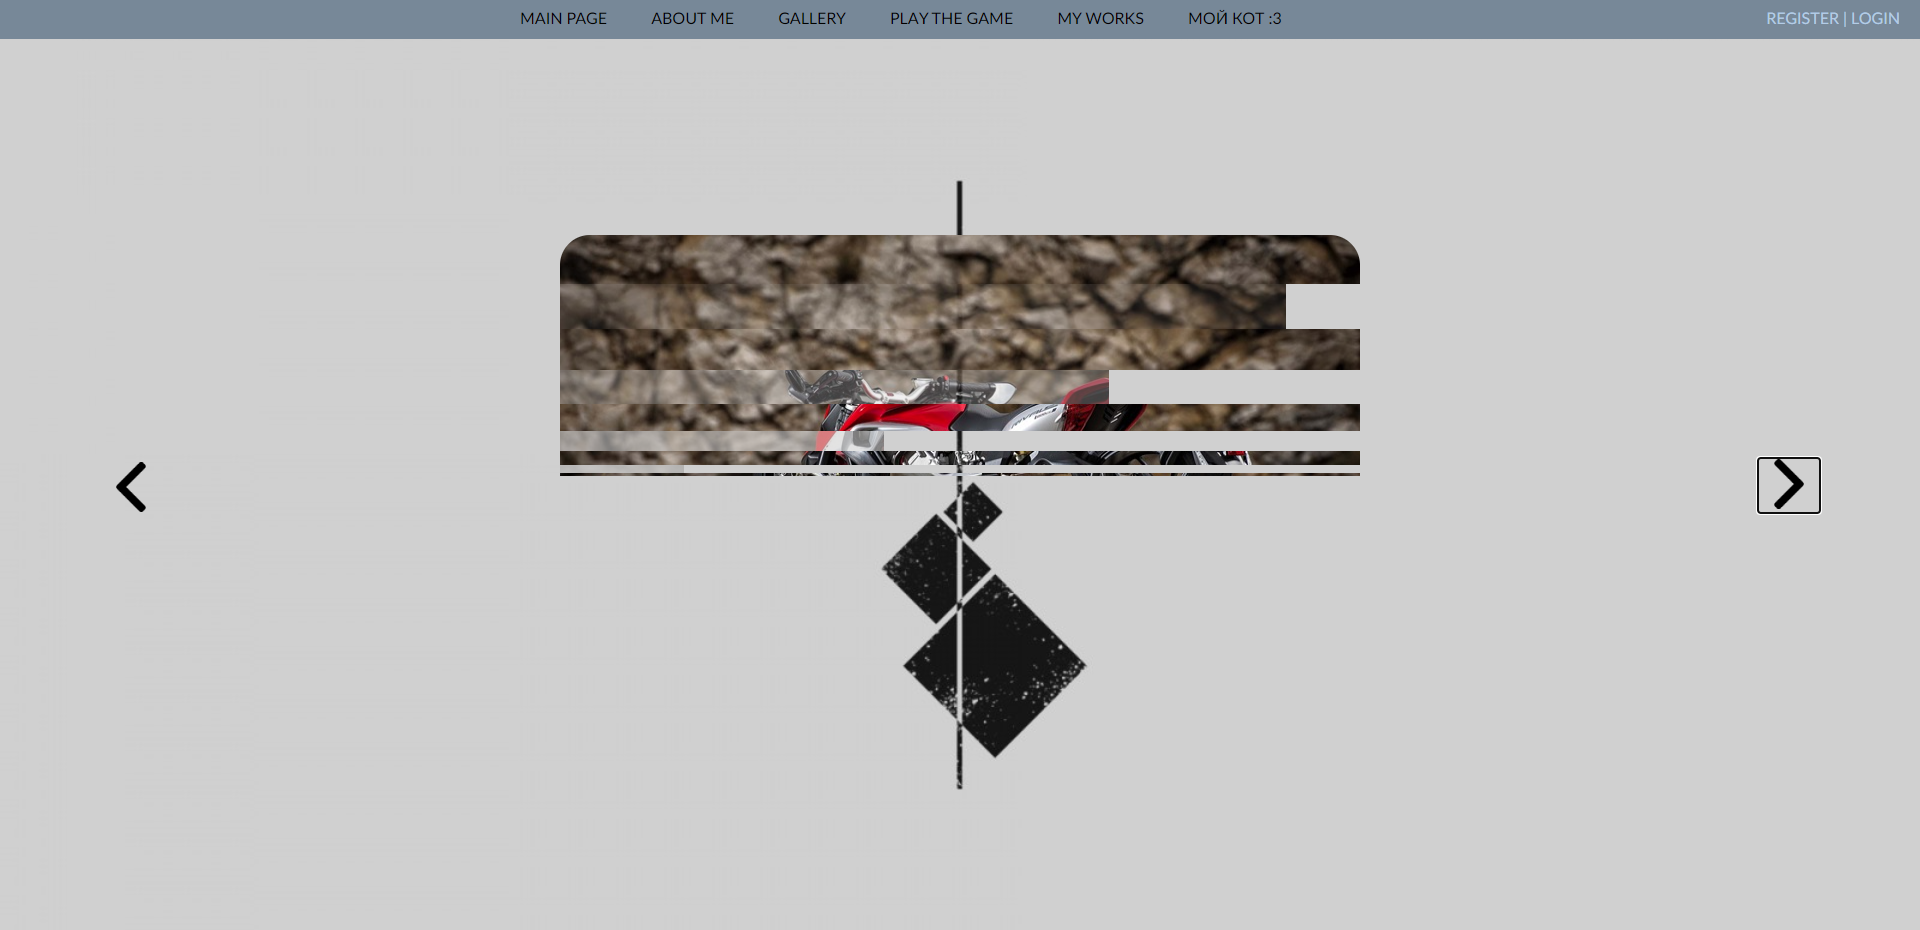 MAIN PAGE ABOUT ME GALLERY PLAY THE GAME MY WORKS МОЙ КОТ :3 REGISTER | LOGIN